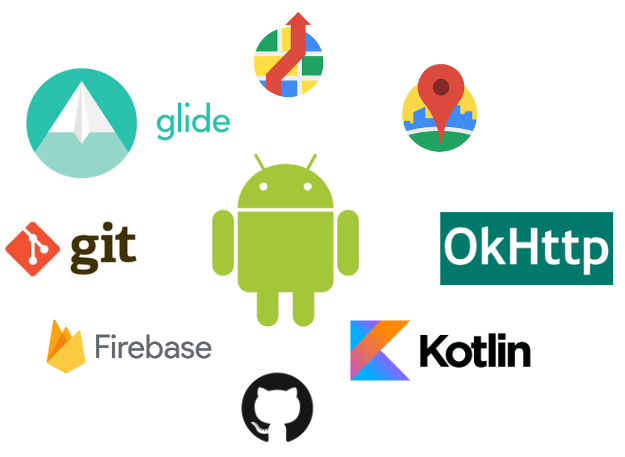 glide
git
OkHttp
Firebase
Kotlin